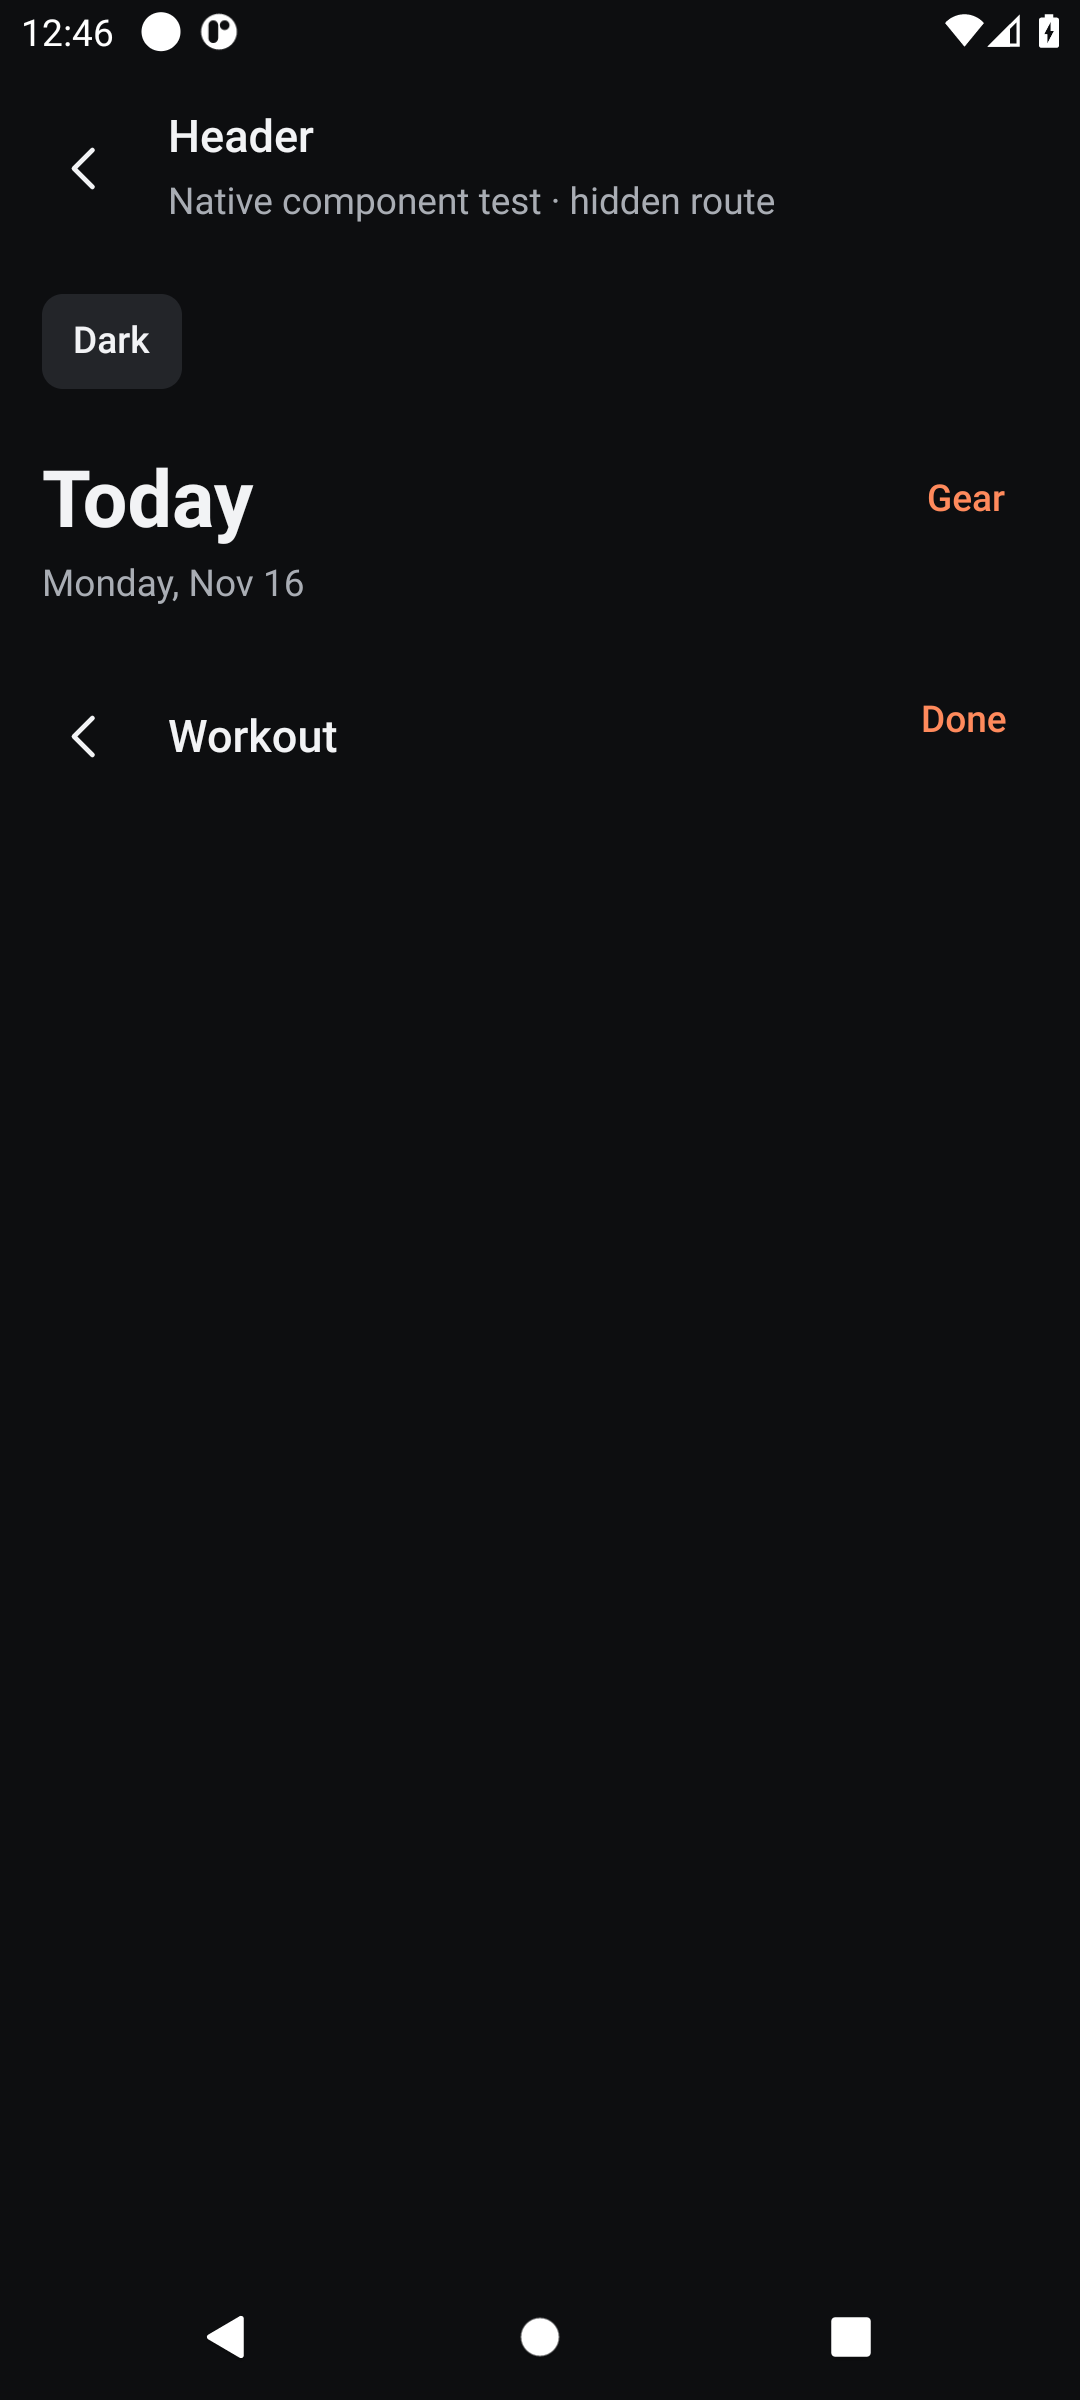 12:46
Header
Native component test · hidden route
Dark
Today
Gear
Monday, Nov 16
Workout
Done